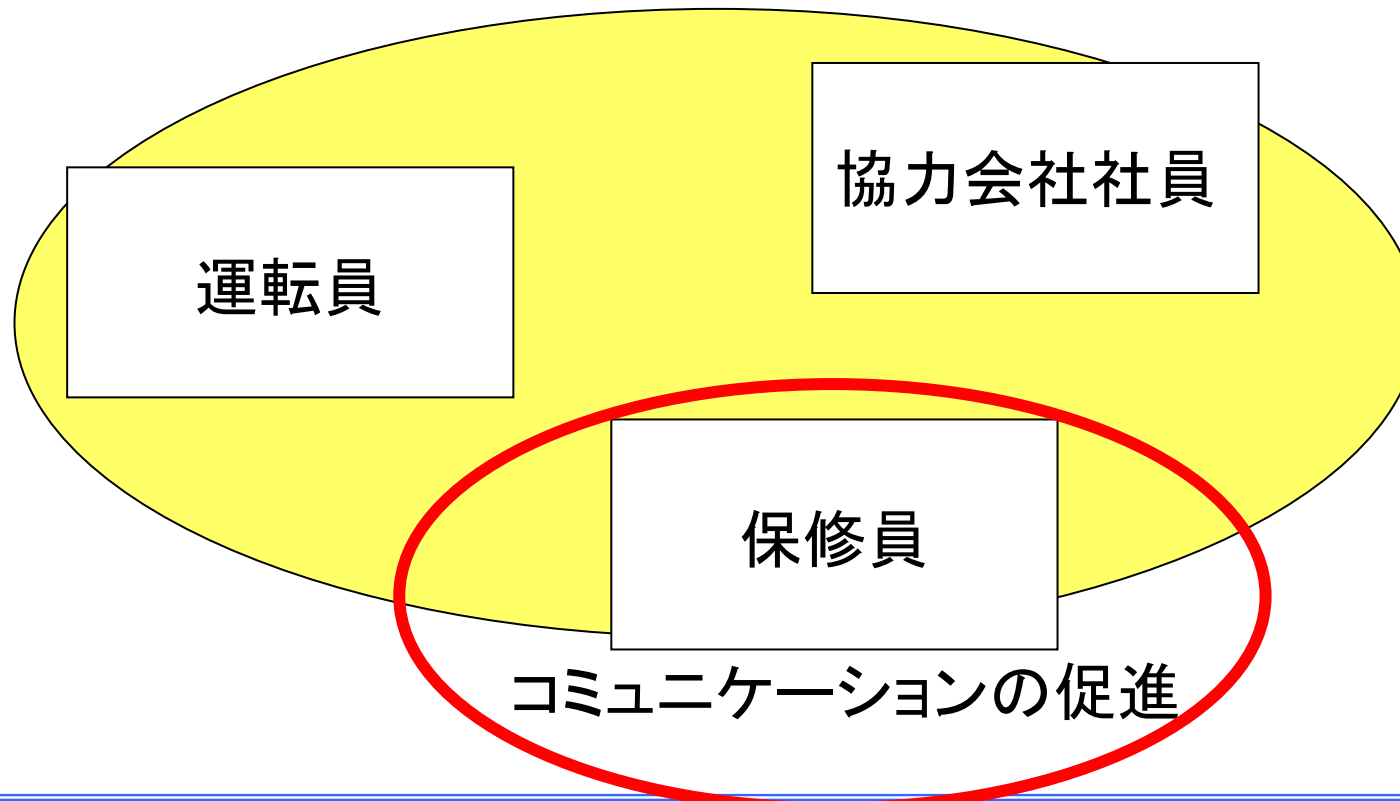 協力会社社員
運転員
保修員
コミュニケーションの促進